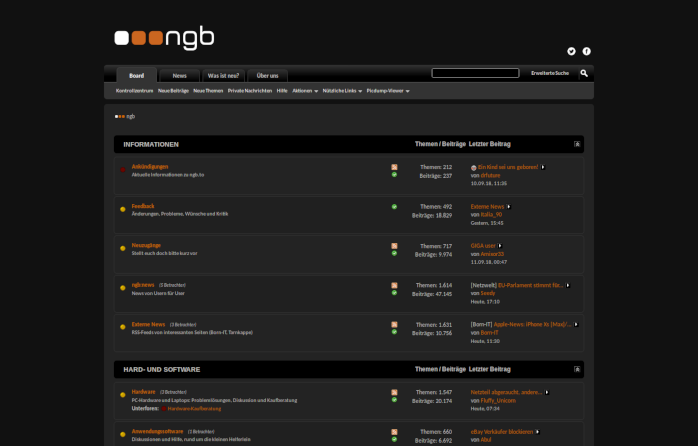 ngb
Board News Was ist neu? Über uns Erweiterte Suche
Kontrollzentrum Neue Beiträge Neue Themen Private Nachrichten Hilfe Aktionen Nützliche Links Picdump-Viewer
ngb
INFORMATIONEN Themen / Beiträge Letzter Beitrag
Ankündigungen Themen: 212 Ein Kind sei uns geboren!
Aktuelle Informationen zu ngb.to Beiträge: 237 von drfuture
10.09.18, 11:35
Feedback Themen: 492 Externe News
Änderungen, Probleme, Wünsche und Kritik Beiträge: 18.829 von Kalla_90
Gestern, 15:45
Neuzugänge Themen: 717 GIGA user
Stellt euch doch bitte kurz vor Beiträge: 9.974
11.09.18, 00:47
ngb:news (5 Betrachter) Themen: 1.614 [Netzwelt] EU-Parlament stimmt für...
News von Usern für User Beiträge: 47.145 von Seedy
Heute, 17:10
Externe News (3 Betrachter) Themen: 1.631 [Born-IT] Apple-News: iPhone Xs [Max]/...
RSS-Feeds von interessanten Seiten (Born-IT, Tarnkappe) Beiträge: 10.756 von Born-IT
Heute, 11:30
HARD- UND SOFTWARE Themen / Beiträge Letzter Beitrag
Hardware (3 Betrachter) Themen: 1.547 Netzteil abgeraucht, andere...
PC-Hardware und Laptops: Problemlösungen, Diskussion und Kaufberatung Beiträge: 20.174 von Fluffy_Unicorn
Unterforen: Hardware-Kaufberatung Heute, 07:34
Anwendungssoftware (2 Betrachter) Themen: 660 eBay Verkäufer blockieren
Diskussionen und Hilfe, rund um die kleinen Helferlein Beiträge: 6.692 von Abul